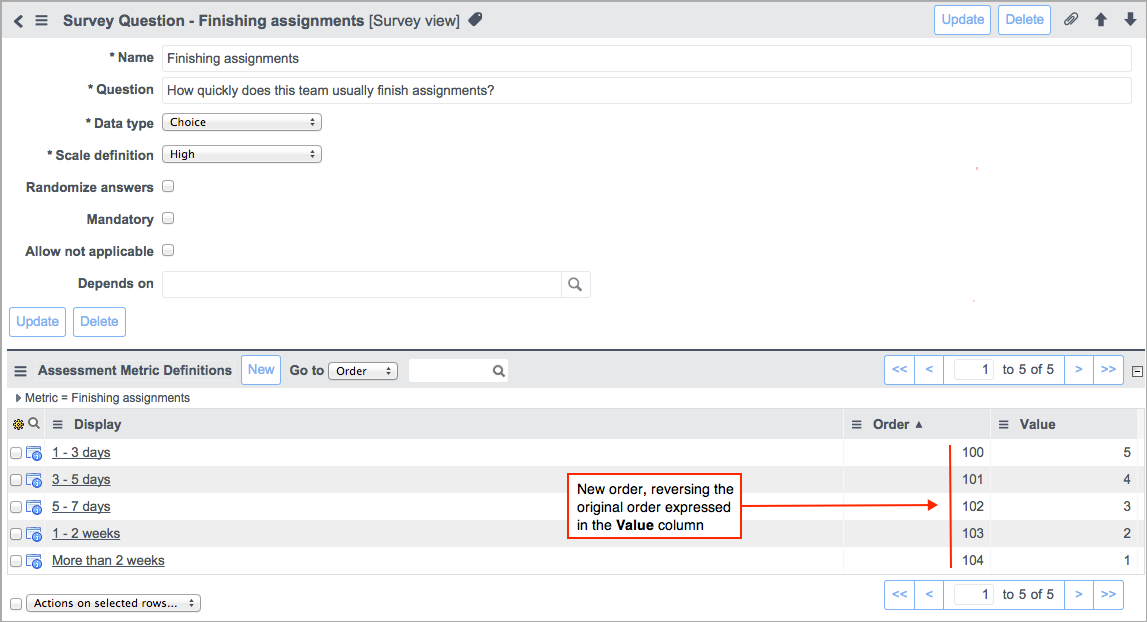 Survey Question - Finishing assignments [Survey view]
Update Delete
* Name Finishing assignments
* Question How quickly does this team usually finish assignments?
* Data type Choice
* Scale definition High
Randomize answers
Mandatory
Allow not applicable
Depends on
Update Delete
Assessment Metric Definitions New Go to Order << < 1 to 5 of 5 > >>
Metric = Finishing assignments
Display Order ▲ Value
1 - 3 days 100 5
3 - 5 days 101 4
5 - 7 days 102 3
1 - 2 weeks 103 2
More than 2 weeks 104 1
New order, reversing the
original order expressed
in the Value column
Actions on selected rows... << < 1 to 5 of 5 > >>